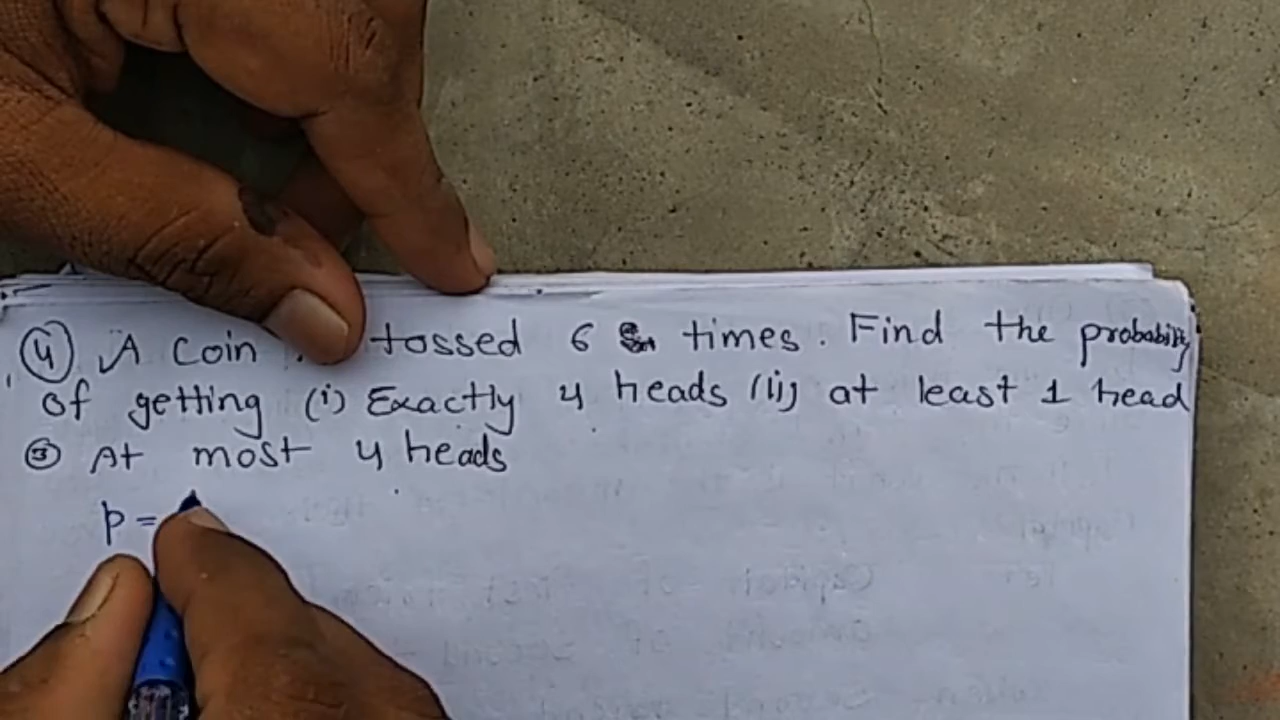 ④ A coin tossed 6 times. Find the probability
of getting (i) Exactly 4 heads (ii) at least 1 head
③ At most 4 heads
p =